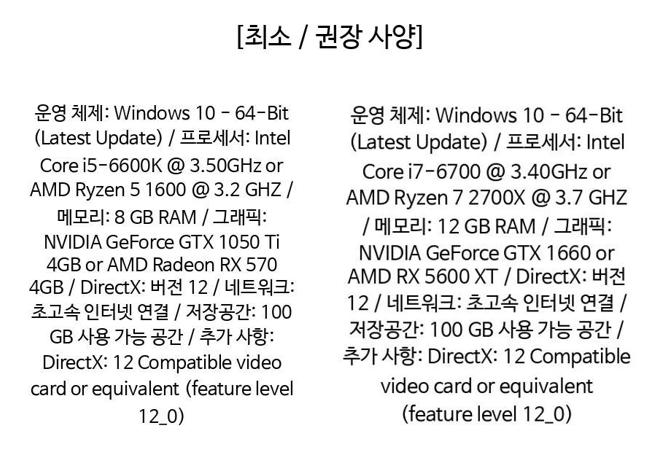 [최소 / 권장 사양]
운영 체제: Windows 10 - 64-Bit
(Latest Update) / 프로세서: Intel
Core i5-6600K @ 3.50GHz or
AMD Ryzen 5 1600 @ 3.2 GHZ /
메모리: 8 GB RAM / 그래픽:
NVIDIA GeForce GTX 1050 Ti
4GB or AMD Radeon RX 570
4GB / DirectX: 버전 12 / 네트워크:
초고속 인터넷 연결 / 저장공간: 100
GB 사용 가능 공간 / 추가 사항:
DirectX: 12 Compatible video
card or equivalent (feature level
12_0)
운영 체제: Windows 10 - 64-Bit
(Latest Update) / 프로세서: Intel
Core i7-6700 @ 3.40GHz or
AMD Ryzen 7 2700X @ 3.7 GHZ
/ 메모리: 12 GB RAM / 그래픽:
NVIDIA GeForce GTX 1660 or
AMD RX 5600 XT / DirectX: 버전
12 / 네트워크: 초고속 인터넷 연결 /
저장공간: 100 GB 사용 가능 공간 /
추가 사항: DirectX: 12 Compatible
video card or equivalent
(feature level 12_0)